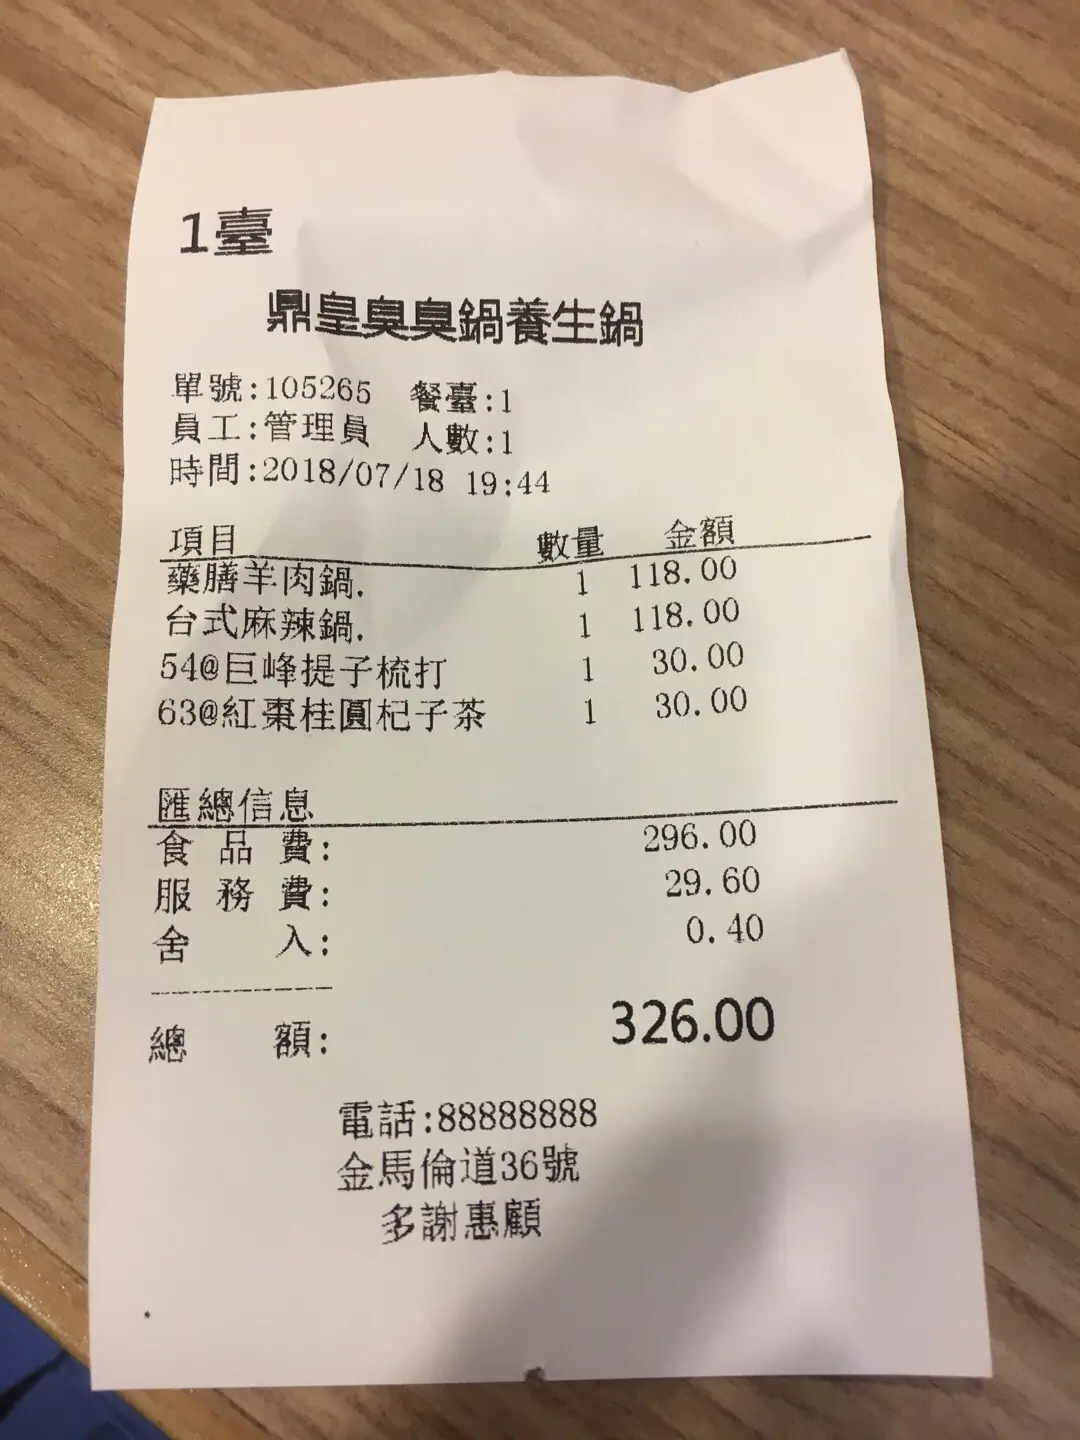 1臺
鼎皇臭臭鍋養生鍋
單號:105265 餐臺:1
員工:管理員 人數:1
時間:2018/07/18 19:44
項目 數量 金額
藥膳羊肉鍋. 1 118.00
台式麻辣鍋. 1 118.00
54@巨峰提子梳打 1 30.00
63@紅棗桂圓杞子茶 1 30.00
匯總信息
食品費: 296.00
服務費: 29.60
舍入: 0.40
總額: 326.00
電話:88888888
金馬倫道36號
多謝惠顧